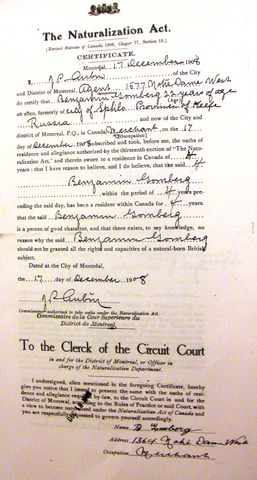 The Naturalization Act.
(Revised Statutes of Canada 1906, Chapter 77, Section 19.)
CERTIFICATE.
Montreal, 17 December 1908
I J.P. Aubry of the City
and District of Montreal, Agent 1677 Notre Dame West
do certify that Benjamin Gomberg 22 years of age
an alien, formerly of City of Shpila Province of
Russia and now of the City and
district of Montreal, P.Q., in Canada, Merchant, on the 17
(Occupation)
day of December 1908 subscribed and took, before me, the oaths of
residence and allegiance authorized by the thirteenth section of "The Natu-
ralization Act," and therein swore to a residence in Canada of 4
years: that I have reason to believe, and I do believe, that the said
Benjamin Gomberg
within the period of 4 years pre-
ceding the said day, has been a resident within Canada for 4 years,
that the said Benjamin Gomberg
is a person of good character, and that there exists, to my knowledge, no
reason why the said Benjamin Gomberg
should not be granted all the rights and capacities of a natural-born British
subject.
Dated at the City of Montréal,
the 17 day of December 1908
J.P. Aubry
Commissioner authorized to take oaths under the Naturalization Act.
Commissaire de la Cour Superieure du
District de Montreal.
To the Clerck of the Circuit Court
in and for the District of Montreal, or Officer in
charge of the Naturalization Department.
I undersigned, alien mentioned in the foregoing Certificate, hereby
give you notice that I intend to present the same with the oaths of resi-
dence and allegiance by-law, to the Circuit Court in and for the
District of Montreal, according to the Rules of Practice or said Court, with
a view to become naturalized under the Naturalization Act of Canada and
you are respectfully requested to govern yourself accordingly.
Name B. Gomberg
Address 1364 Notre Dame West
Occupation Merchant